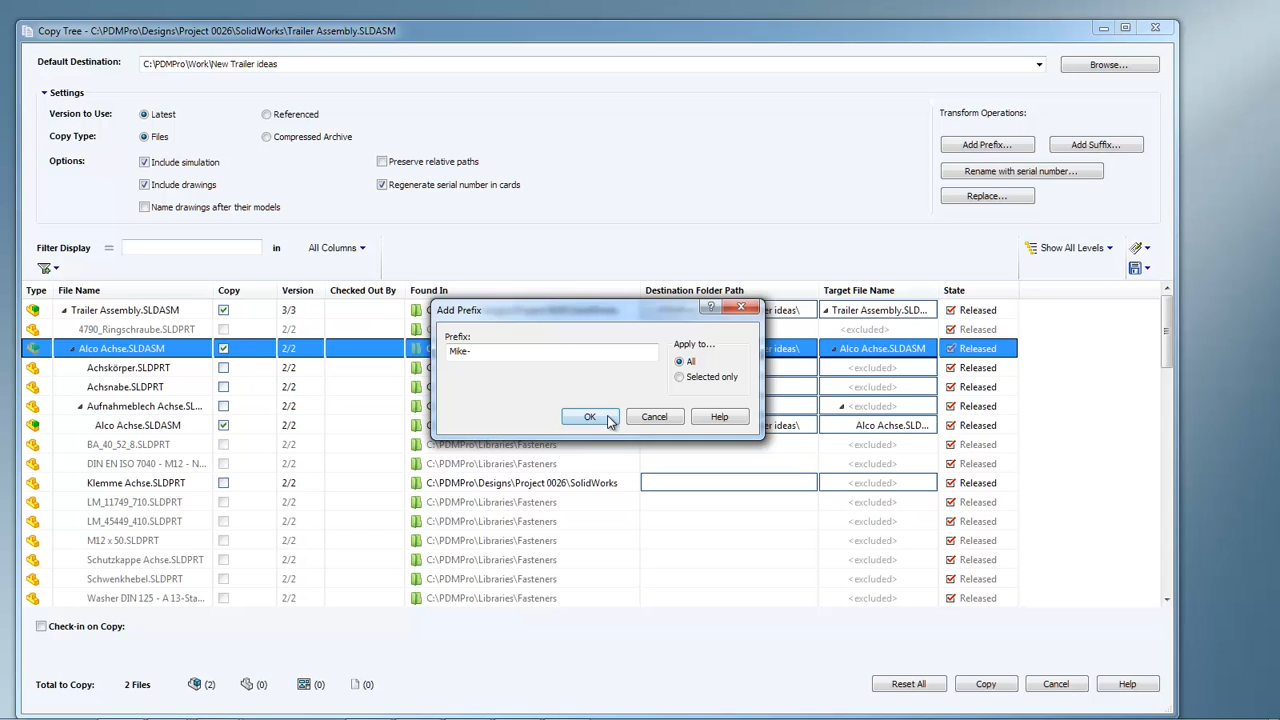 Copy Tree - C:\PDMPro\Designs\Project 0026\SolidWorks\Trailer Assembly.SLDASM
Default Destination: C:\PDMPro\Work\New Trailer ideas Browse...
Settings
Version to Use: Latest Referenced Transform Operations:
Copy Type: Files Compressed Archive Add Prefix... Add Suffix...
Options: Include simulation Preserve relative paths Rename with serial number...
Include drawings Regenerate serial number in cards Replace...
Name drawings after their models
Filter Display = in All Columns Show All Levels
Type File Name Copy Version Checked Out By Found In Destination Folder Path Target File Name State
Trailer Assembly.SLDASM 3/3 er ideas\ Trailer Assembly.SLD... Released
4790_Ringschraube.SLDPRT 2/2 <excluded> Released
Alco Achse.SLDASM 2/2 er ideas\ Alco Achse.SLDASM Released
Achskörper.SLDPRT 2/2 <excluded> Released
Achsnabe.SLDPRT 2/2 <excluded> Released
Aufnahmeblech Achse.SL... 2/2 <excluded> Released
Alco Achse.SLDASM 2/2 er ideas\ Alco Achse.SLD... Released
BA_40_52_8.SLDPRT 2/2 C:\PDMPro\Libraries\Fasteners <excluded> Released
DIN EN ISO 7040 - M12 - N... 2/2 C:\PDMPro\Libraries\Fasteners <excluded> Released
Klemme Achse.SLDPRT 2/2 C:\PDMPro\Designs\Project 0026\SolidWorks <excluded> Released
LM_11749_710.SLDPRT 2/2 C:\PDMPro\Libraries\Fasteners <excluded> Released
LM_45449_410.SLDPRT 2/2 C:\PDMPro\Libraries\Fasteners <excluded> Released
M12 x 50.SLDPRT 2/2 C:\PDMPro\Libraries\Fasteners <excluded> Released
Schutzkappe Achse.SLDPRT 2/2 C:\PDMPro\Libraries\Fasteners <excluded> Released
Schwenkhebel.SLDPRT 2/2 C:\PDMPro\Libraries\Fasteners <excluded> Released
Washer DIN 125 - A 13-Sta... 2/2 C:\PDMPro\Libraries\Fasteners <excluded> Released
Add Prefix ?
Prefix:
Mike-
Apply to...
All
Selected only
OK Cancel Help
Check-in on Copy:
Total to Copy: 2 Files (2) (0) (0) (0) Reset All Copy Cancel Help